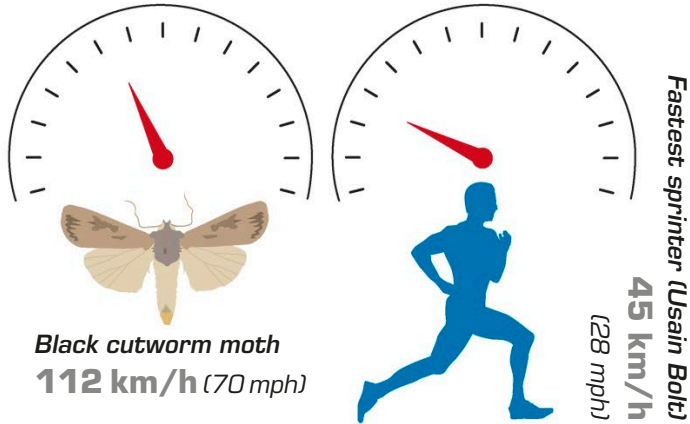 Black cutworm moth
112 km/h (70 mph)
Fastest sprinter (Usain Bolt)
45 km/h
(28 mph)